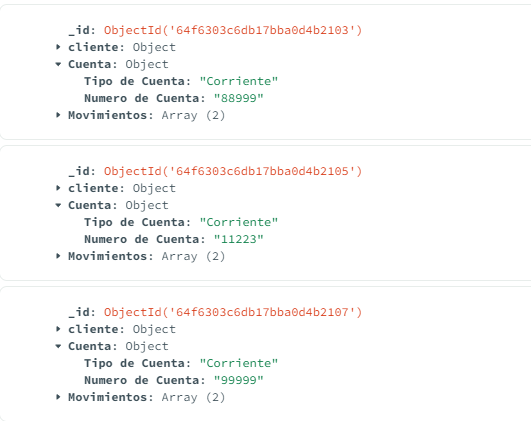 _id: ObjectId('64f6303c6db17bba0d4b2103')
cliente: Object
Cuenta: Object
Tipo de Cuenta: "Corriente"
Numero de Cuenta: "88999"
Movimientos: Array (2)
_id: ObjectId('64f6303c6db17bba0d4b2105')
cliente: Object
Cuenta: Object
Tipo de Cuenta: "Corriente"
Numero de Cuenta: "11223"
Movimientos: Array (2)
_id: ObjectId('64f6303c6db17bba0d4b2107')
cliente: Object
Cuenta: Object
Tipo de Cuenta: "Corriente"
Numero de Cuenta: "99999"
Movimientos: Array (2)